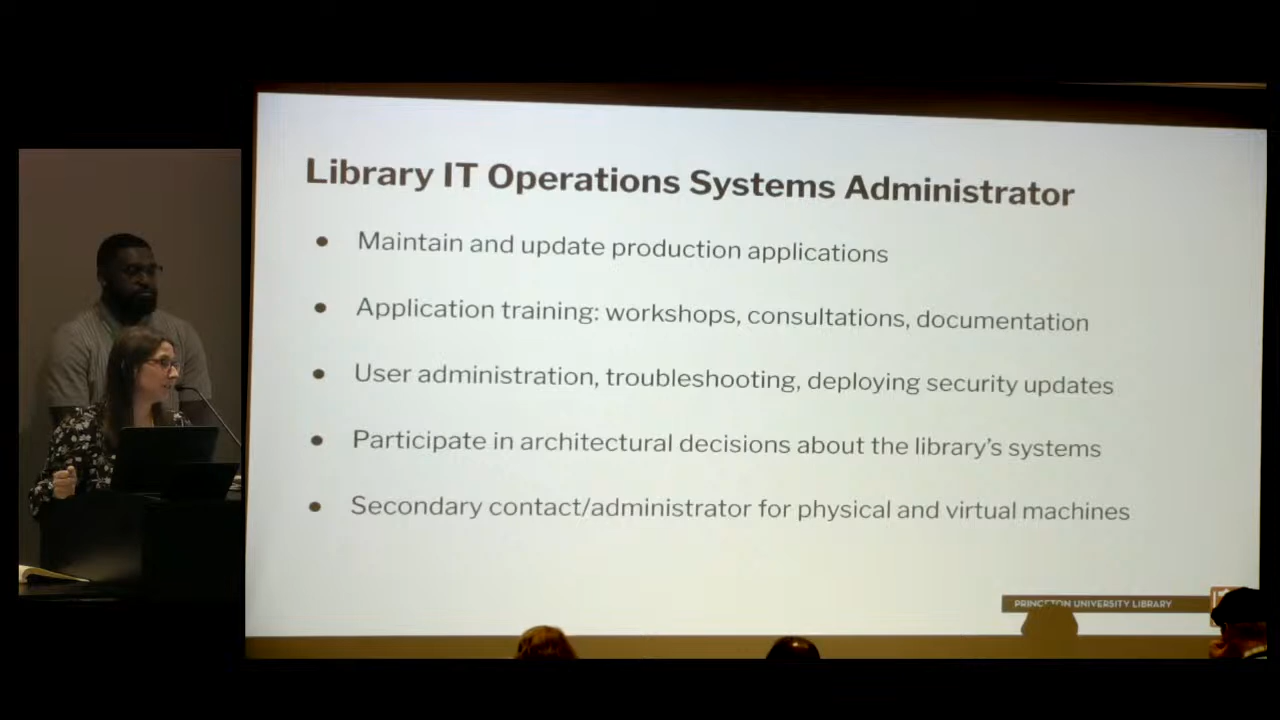 Library IT Operations Systems Administrator
● Maintain and update production applications
● Application training: workshops, consultations, documentation
● User administration, troubleshooting, deploying security updates
● Participate in architectural decisions about the library's systems
● Secondary contact/administrator for physical and virtual machines
PRINCETON UNIVERSITY LIBRARY